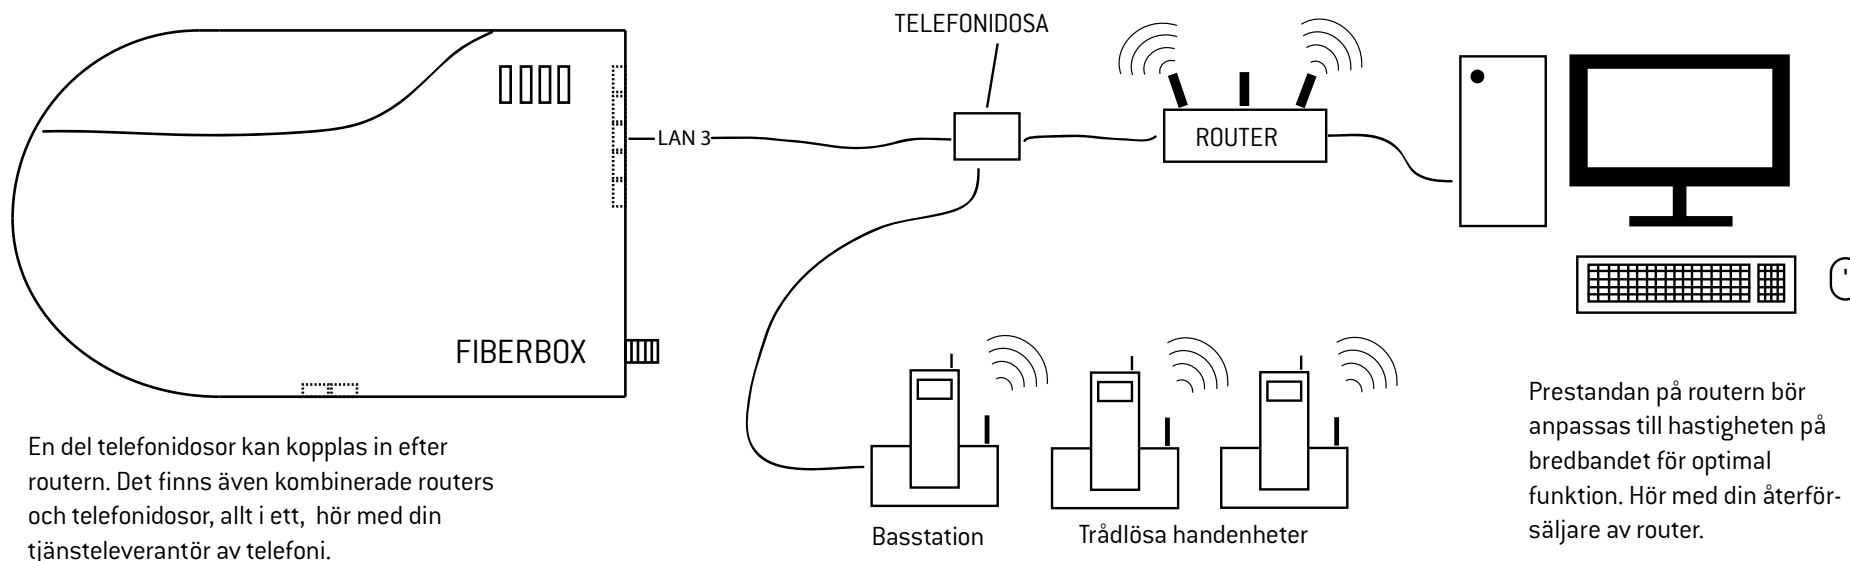 TELEFONIDOSA
LAN 3
ROUTER
FIBERBOX
En del telefonidosor kan kopplas in efter
routern. Det finns även kombinerade routers
och telefonidosor, allt i ett, hör med din
tjänsteleverantör av telefoni.
Basstation
Trådlösa handenheter
Prestandan på routern bör
anpassas till hastigheten på
bredbandet för optimal
funktion. Hör med din återför-
säljare av router.